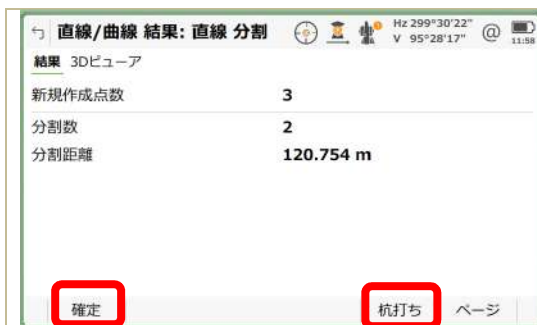 直線/曲線 結果: 直線 分割
Hz 299°30'22"
V 95°28'17"
@
11:58
結果 3Dビューア
新規作成点数 3
分割数 2
分割距離 120.754 m
確定 杭打ち ページ